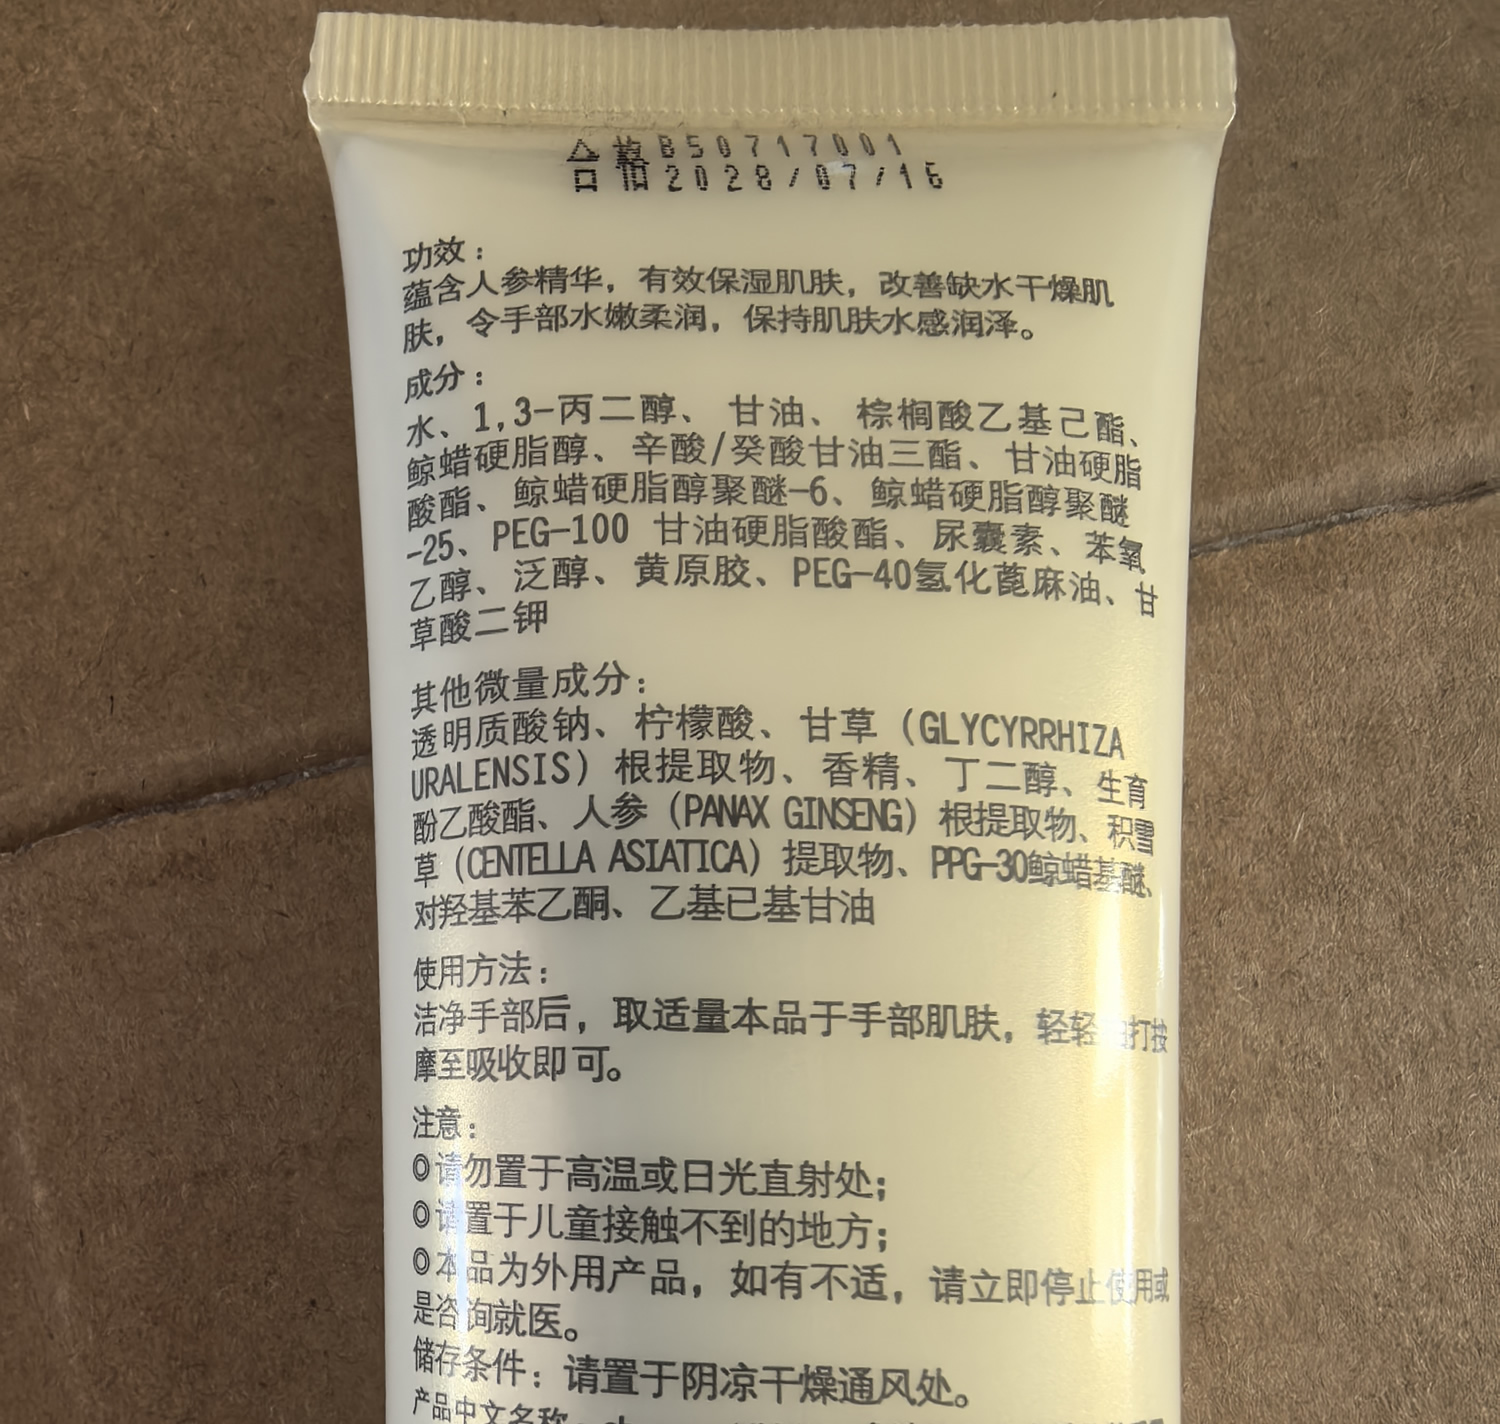 合格 B50717001
2028/07/16
功效：
蕴含人参精华，有效保湿肌肤，改善缺水干燥肌
肤，令手部水嫩柔润，保持肌肤水感润泽。
成分：
水、1,3-丙二醇、甘油、棕榈酸乙基己酯、
鲸蜡硬脂醇、辛酸/癸酸甘油三酯、甘油硬脂
酸酯、鲸蜡硬脂醇聚醚-6、鲸蜡硬脂醇聚醚
-25、PEG-100 甘油硬脂酸酯、尿囊素、苯氧
乙醇、泛醇、黄原胶、PEG-40氢化蓖麻油、甘
草酸二钾
其他微量成分：
透明质酸钠、柠檬酸、甘草（GLYCYRRHIZA
URALENSIS）根提取物、香精、丁二醇、生育
酚乙酸酯、人参（PANAX GINSENG）根提取物、积雪
草（CENTELLA ASIATICA）提取物、PPG-30鲸蜡基醚、
对羟基苯乙酮、乙基已基甘油
使用方法：
洁净手部后，取适量本品于手部肌肤，轻轻打按
摩至吸收即可。
注意：
◎请勿置于高温或日光直射处；
◎请置于儿童接触不到的地方；
◎本品为外用产品，如有不适，请立即停止使用或
是咨询就医。
储存条件：请置于阴凉干燥通风处。
产品中文名称：